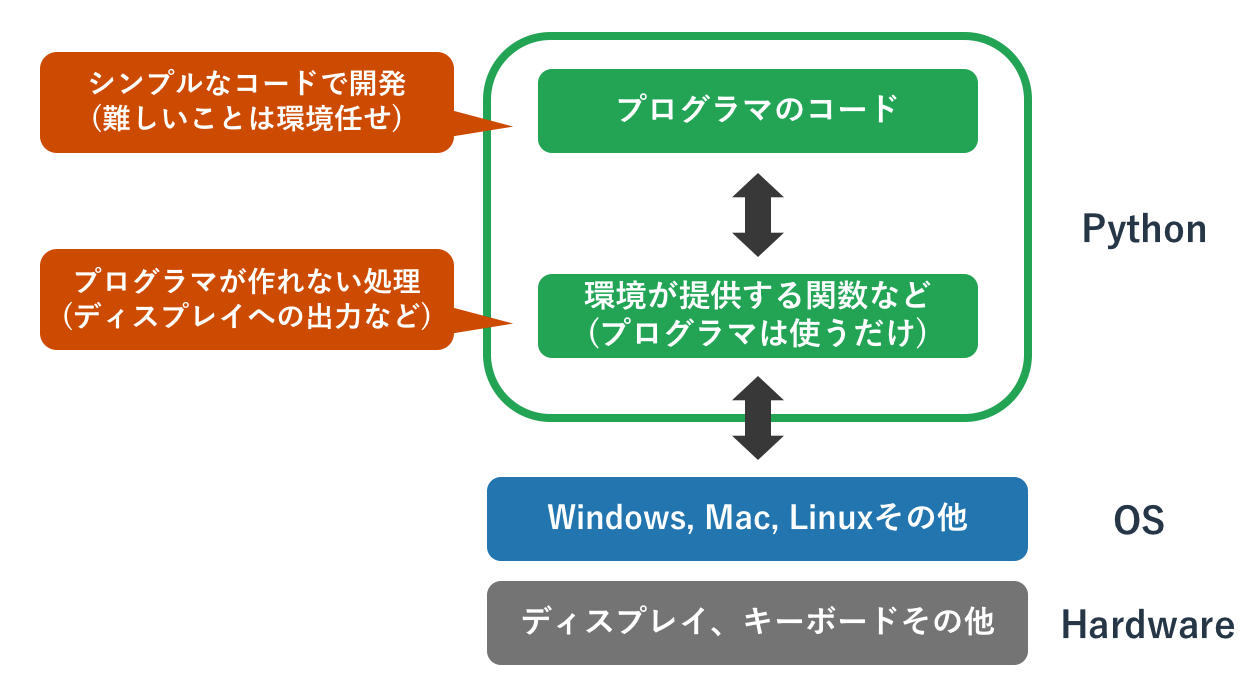 シンプルなコードで開発
(難しいことは環境任せ)
プログラマのコード
Python
プログラマが作れない処理
(ディスプレイへの出力など)
環境が提供する関数など
(プログラマは使うだけ)
Windows, Mac, Linuxその他
OS
ディスプレイ、キーボードその他
Hardware